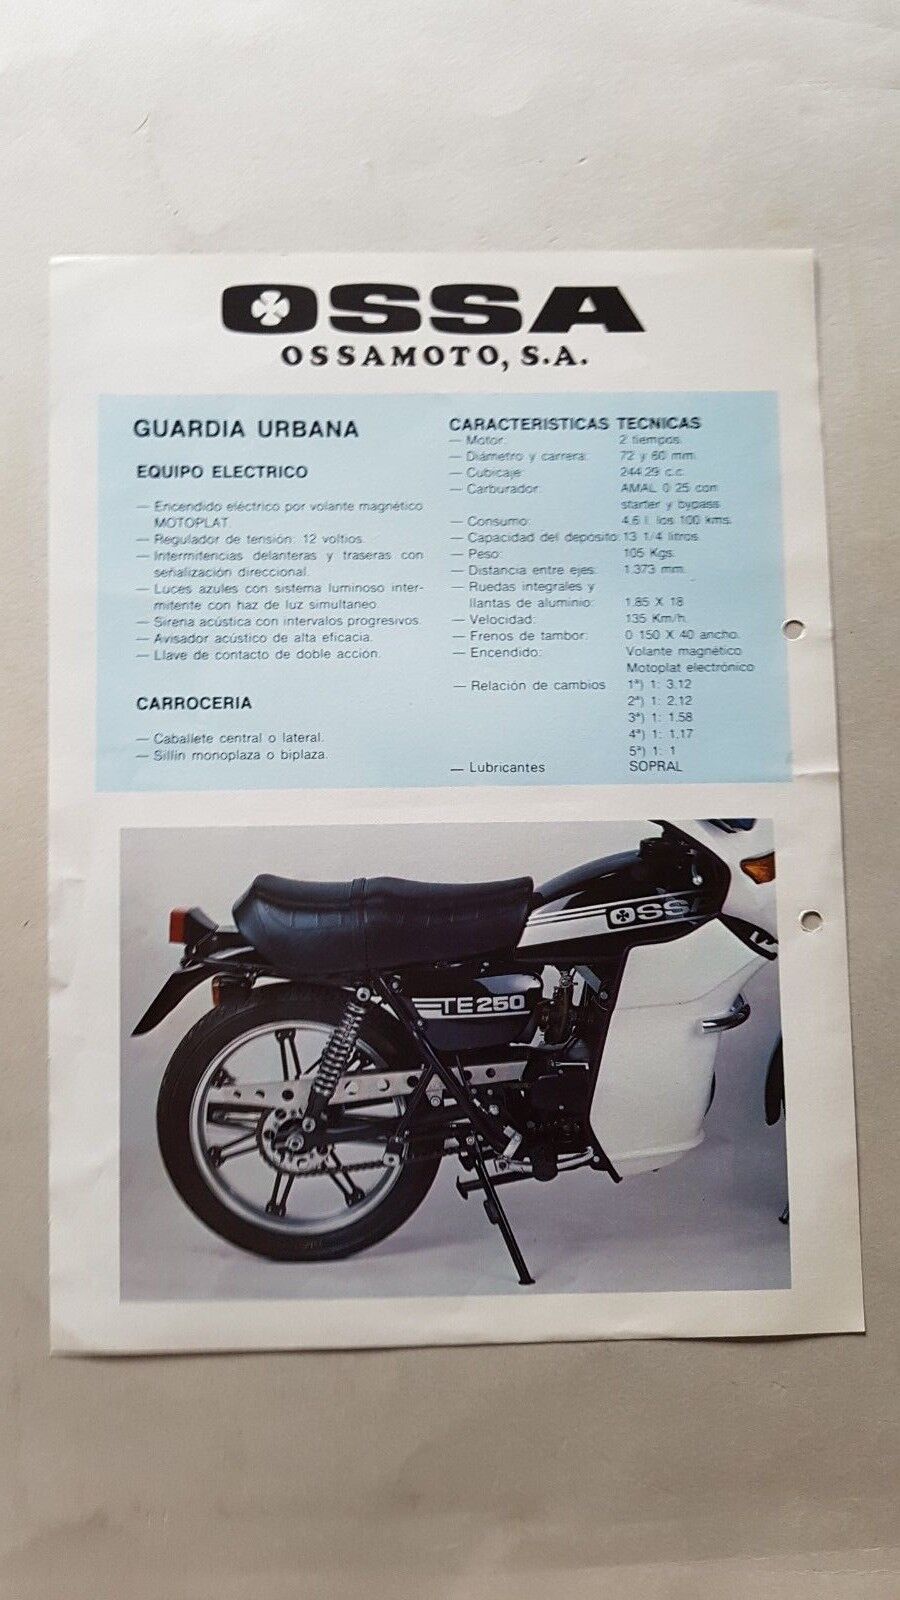 OSSA
OSSAMOTO, S.A.
GUARDIA URBANA
EQUIPO ELECTRICO
— Encendido eléctrico por volante magnético
MOTOPLAT.
— Regulador de tensión: 12 voltios.
— Intermitencias delanteras y traseras con
señalización direccional.
— Luces azules con sistema luminoso inter-
mitente con haz de luz simultaneo.
— Sirena acústica con intervalos progresivos.
— Avisador acústico de alta eficacia.
— Llave de contacto de doble acción.
CARROCERIA
— Caballete central o lateral.
— Sillín monoplaza o biplaza.
CARACTERISTICAS TECNICAS
— Motor: 2 tiempos.
— Diámetro y carrera: 72 y 60 mm.
— Cubicaje: 244,29 c.c.
— Carburador: AMAL 0 25 con
starter y bypass.
— Consumo: 4,6 l. los 100 kms.
— Capacidad del depósito: 13 1/4 litros.
— Peso: 105 Kgs.
— Distancia entre ejes: 1.373 mm.
— Ruedas integrales y
llantas de aluminio: 1.85 X 18
— Velocidad: 135 Km/h.
— Frenos de tambor: 0 150 X 40 ancho.
— Encendido: Volante magnético
Motoplat electrónico
— Relación de cambios 1ª) 1: 3,12
2ª) 1: 2,12
3ª) 1: 1,58
4ª) 1: 1,17
5ª) 1: 1
— Lubricantes SOPRAL
OSSA
TE 250